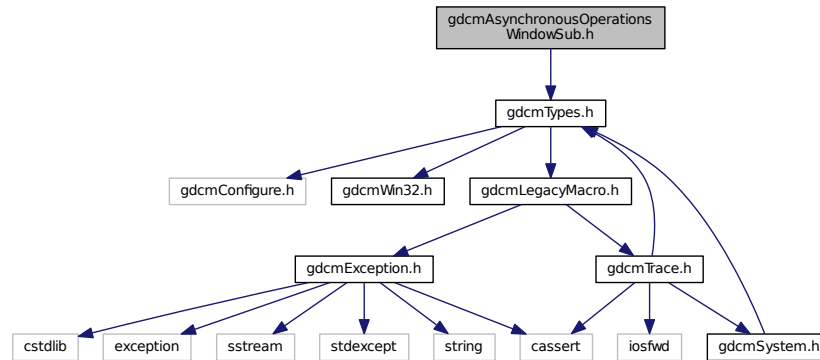 gdcmAsynchronousOperations
WindowSub.h
gdcmTypes.h
gdcmConfigure.h
gdcmWin32.h
gdcmLegacyMacro.h
gdcmException.h
gdcmTrace.h
cstdlib
exception
sstream
stdexcept
string
cassert
iosfwd
gdcmSystem.h